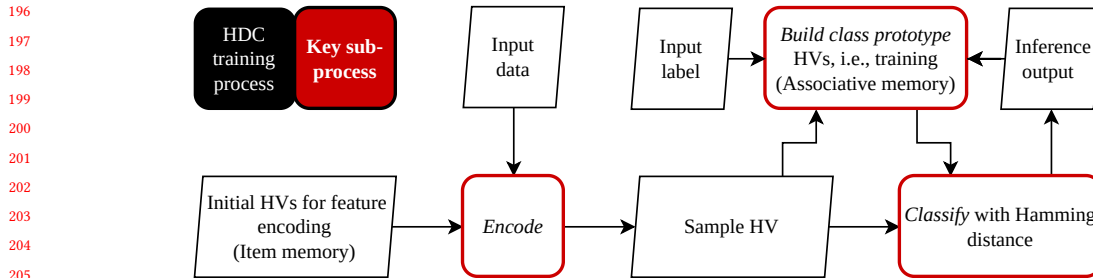 196
197
198
199
200
201
202
203
204
205
HDC
training
process
Key sub-
process
Input
data
Input
label
Build class prototype
HVs, i.e., training
(Associative memory)
Inference
output
Initial HVs for feature
encoding
(Item memory)
Encode
Sample HV
Classify with Hamming
distance